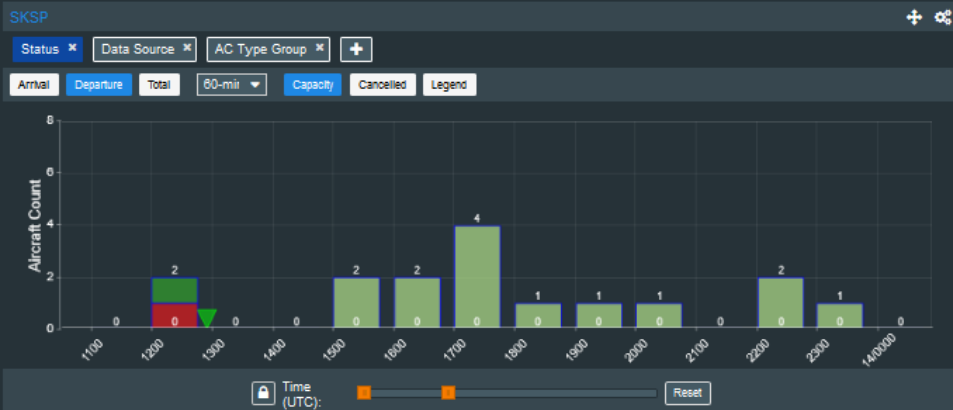 SKSP
Status × Data Source × AC Type Group × +
Arrival Departure Total 60-min Capacity Cancelled Legend
8
6
4
2
0
Aircraft Count
2 2 2 4 1 1 1 2 1
0 0 0 0 0 0 0 0 0 0 0 0 0 0
1100 1200 1300 1400 1500 1600 1700 1800 1900 2000 2100 2200 2300 14/0000
Time
(UTC):
Reset